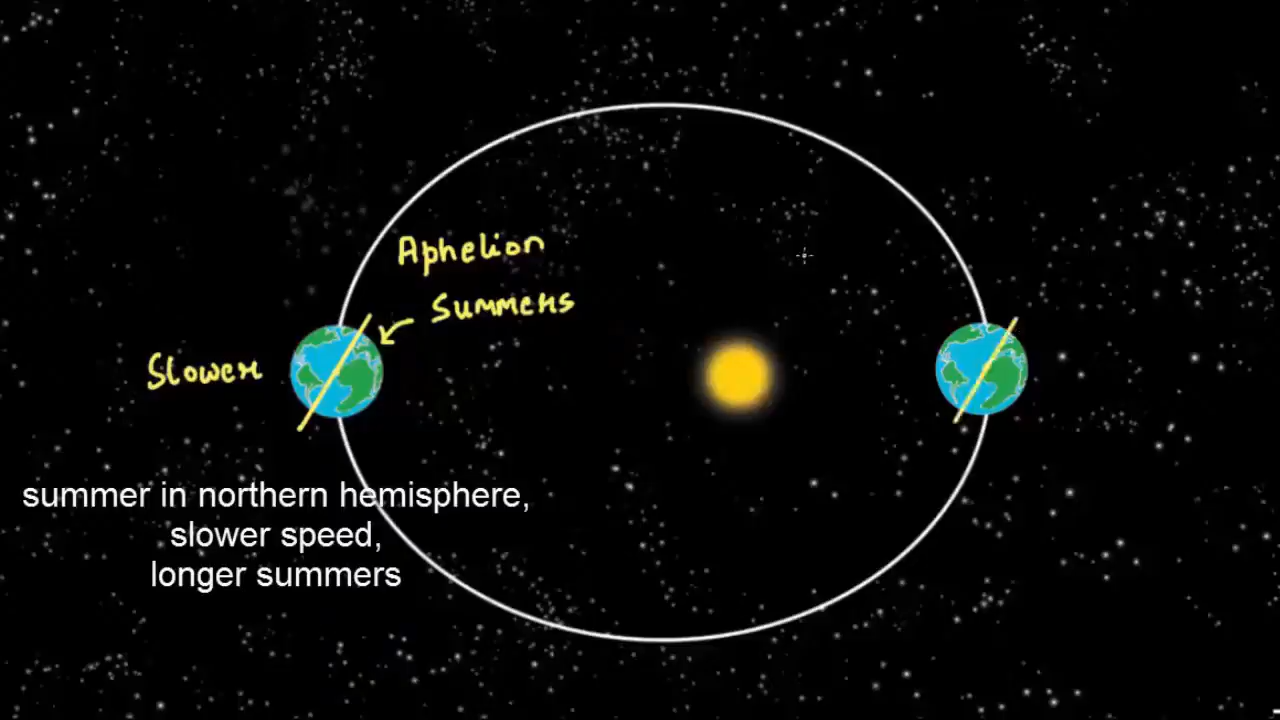 Aphelion
Summers
Slower
summer in northern hemisphere,
slower speed,
longer summers